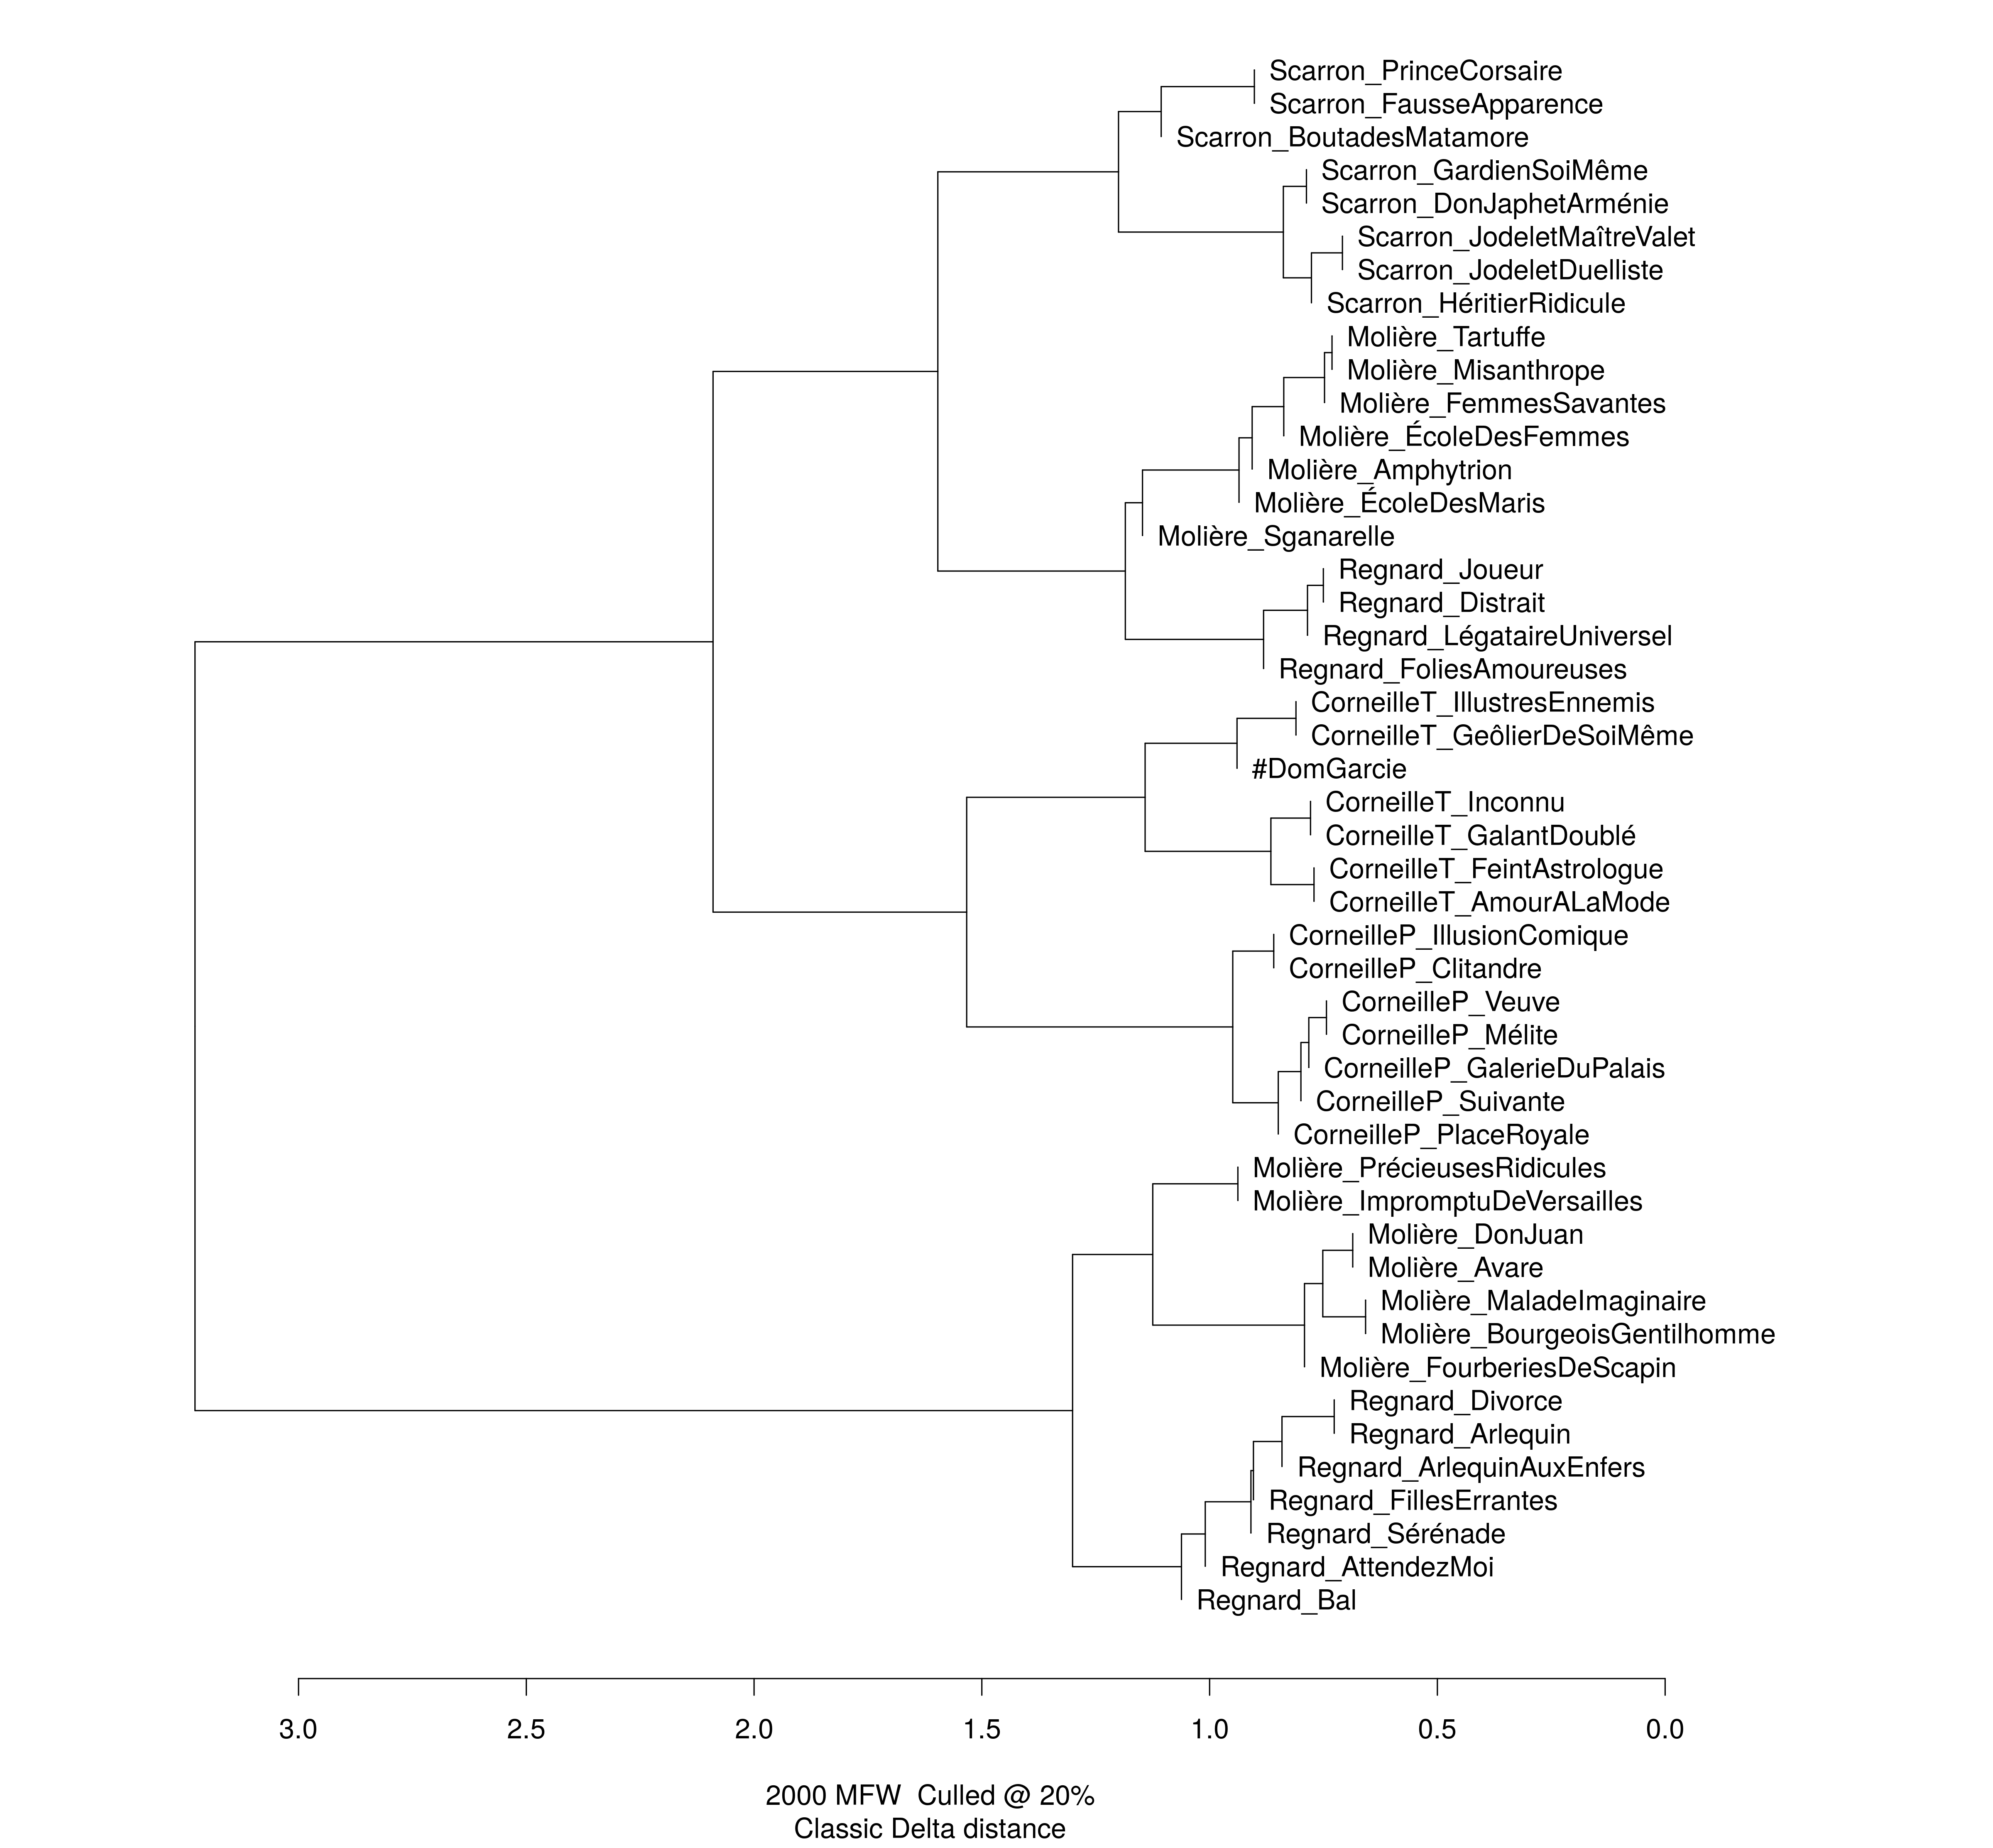 Scarron_PrinceCorsaire
Scarron_FausseApparence
Scarron_BoutadesMatamore
Scarron_GardienSoiMême
Scarron_DonJaphetArménie
Scarron_JodeletMaîtreValet
Scarron_JodeletDuelliste
Scarron_HéritierRidicule
Molière_Tartuffe
Molière_Misanthrope
Molière_FemmesSavantes
Molière_ÉcoleDesFemmes
Molière_Amphytrion
Molière_ÉcoleDesMaris
Molière_Sganarelle
Regnard_Joueur
Regnard_Distrait
Regnard_LégataireUniversel
Regnard_FoliesAmoureuses
CorneilleT_IllustresEnnemis
CorneilleT_GeôlierDeSoiMême
#DomGarcie
CorneilleT_Inconnu
CorneilleT_GalantDoublé
CorneilleT_FeintAstrologue
CorneilleT_AmourALaMode
CorneilleP_IllusionComique
CorneilleP_Clitandre
CorneilleP_Veuve
CorneilleP_Mélite
CorneilleP_GalerieDuPalais
CorneilleP_Suivante
CorneilleP_PlaceRoyale
Molière_PrécieusesRidicules
Molière_ImpromptuDeVersailles
Molière_DonJuan
Molière_Avare
Molière_MaladeImaginaire
Molière_BourgeoisGentilhomme
Molière_FourberiesDeScapin
Regnard_Divorce
Regnard_Arlequin
Regnard_ArlequinAuxEnfers
Regnard_FillesErrantes
Regnard_Sérénade
Regnard_AttendezMoi
Regnard_Bal
3.0 2.5 2.0 1.5 1.0 0.5 0.0
2000 MFW  Culled @ 20%
Classic Delta distance